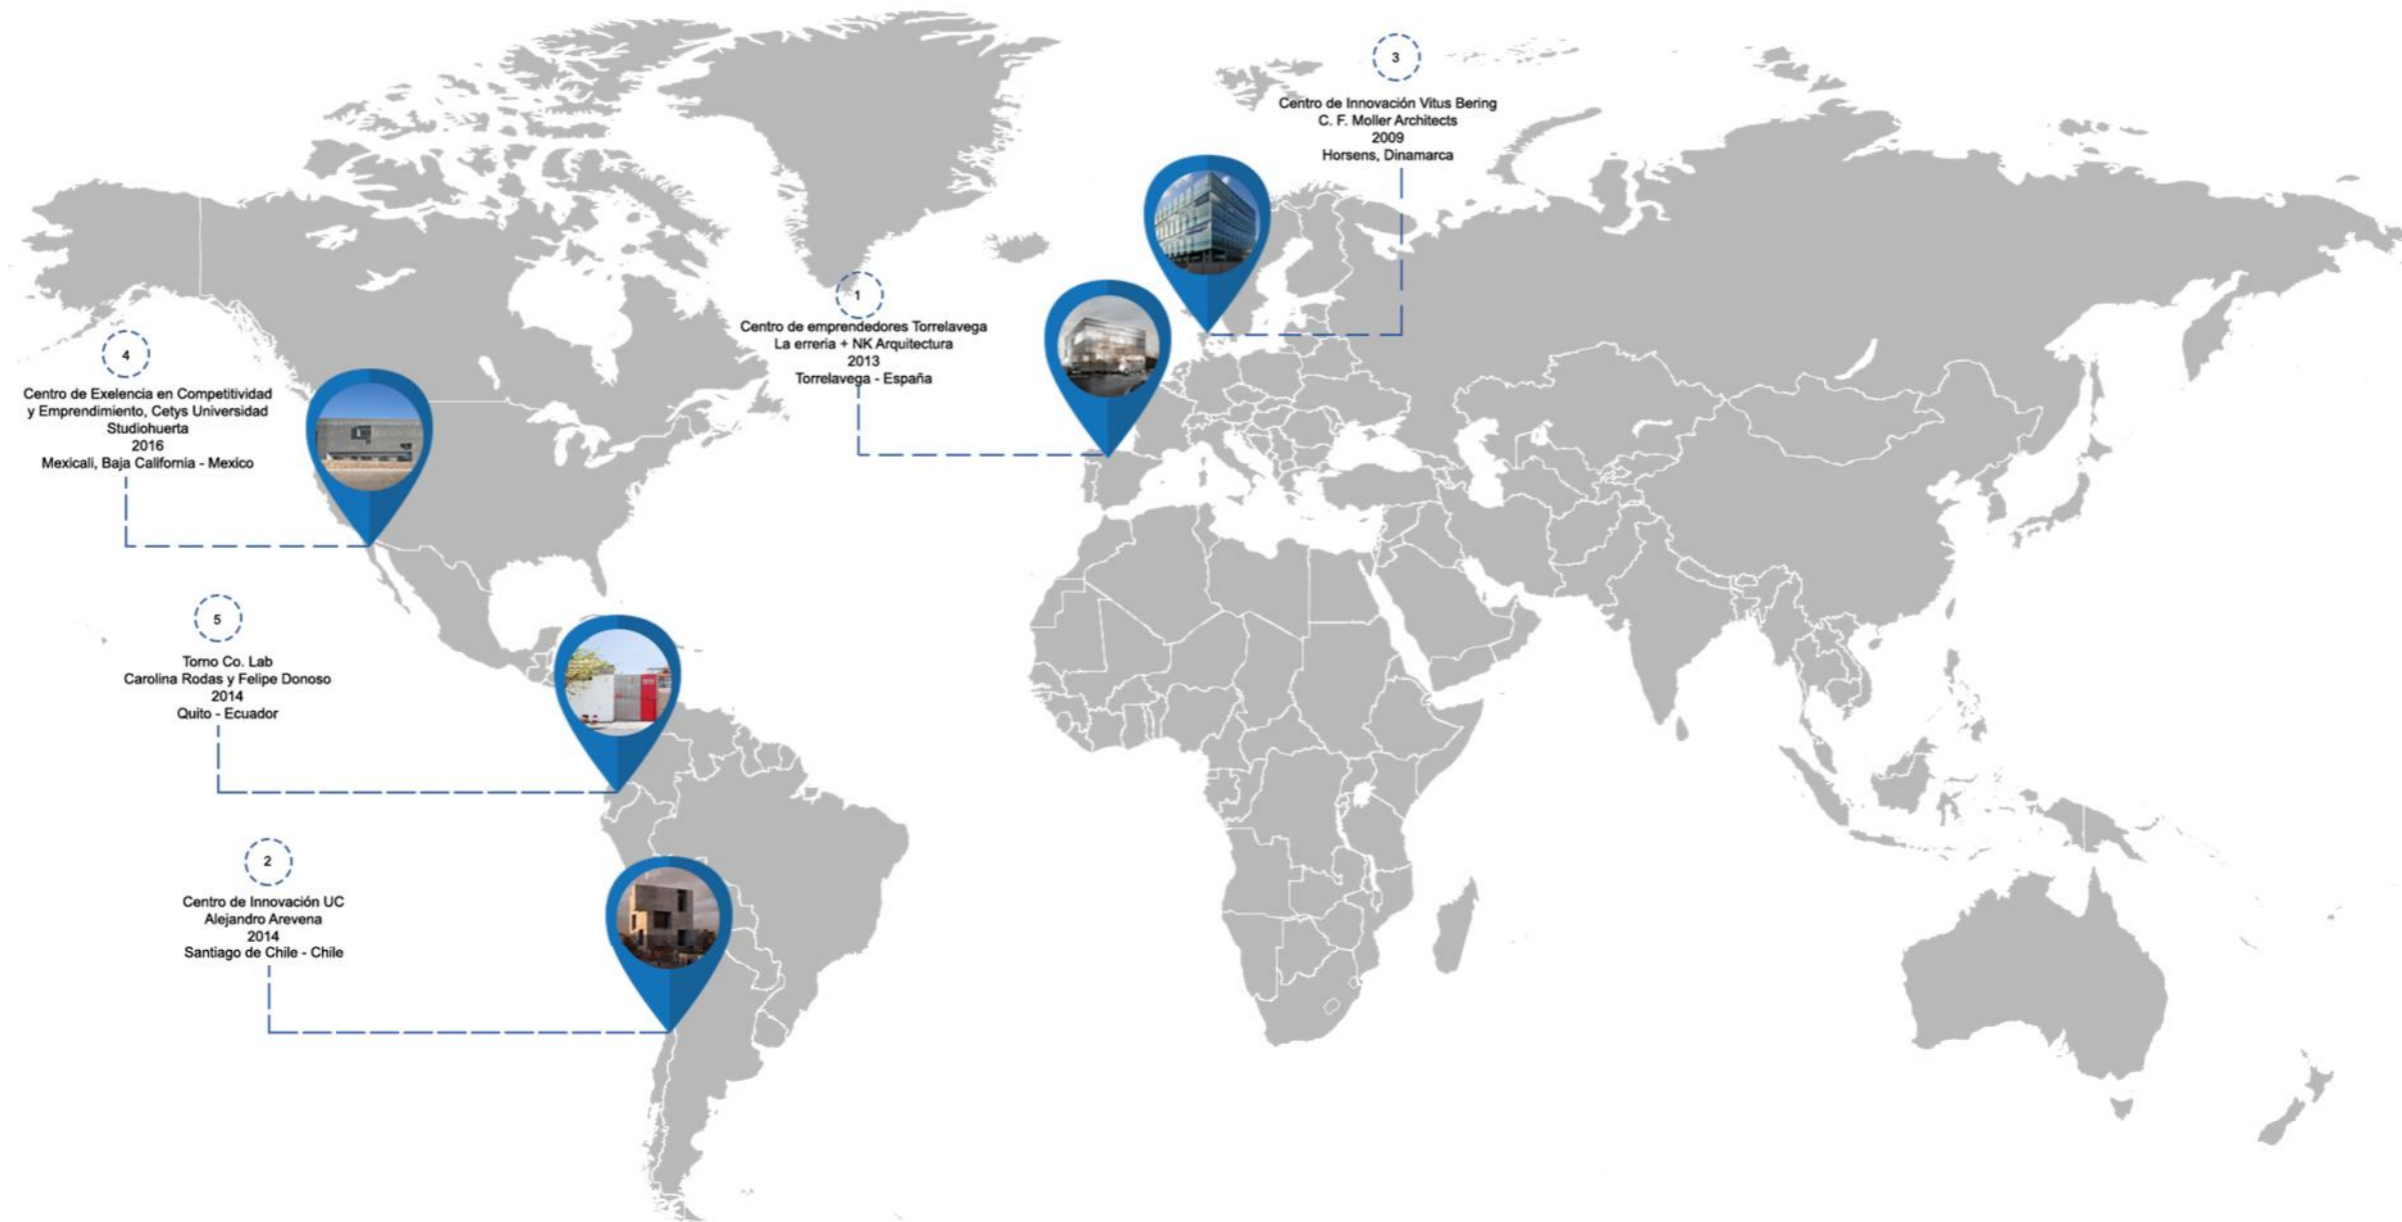 3
Centro de Innovación Vitus Bering
C. F. Moller Architects
2009
Horsens, Dinamarca
1
Centro de emprendedores Torrelavega
La erreria + NK Arquitectura
2013
Torrelavega - España
4
Centro de Exelencia en Competitividad
y Emprendimiento, Cetys Universidad
Studiohuerta
2016
Mexicali, Baja California - Mexico
5
Torno Co. Lab
Carolina Rodas y Felipe Donoso
2014
Quito - Ecuador
2
Centro de Innovación UC
Alejandro Arevena
2014
Santiago de Chile - Chile